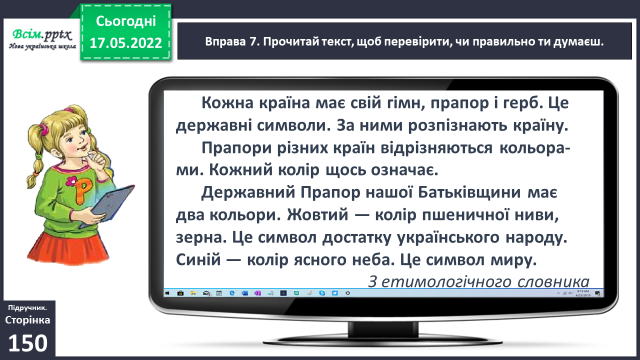 Всім.pptx
Нова українська школа
Сьогодні
17.05.2022
Вправа 7. Прочитай текст, щоб перевірити, чи правильно ти думаєш.
Кожна країна має свій гімн, прапор і герб. Це
державні символи. За ними розпізнають країну.
Прапори різних країн відрізняються кольора-
ми. Кожний колір щось означає.
Державний Прапор нашої Батьківщини має
два кольори. Жовтий — колір пшеничної ниви,
зерна. Це символ достатку українського народу.
Синій — колір ясного неба. Це символ миру.
З етимологічного словника
Підручник.
Сторінка
150